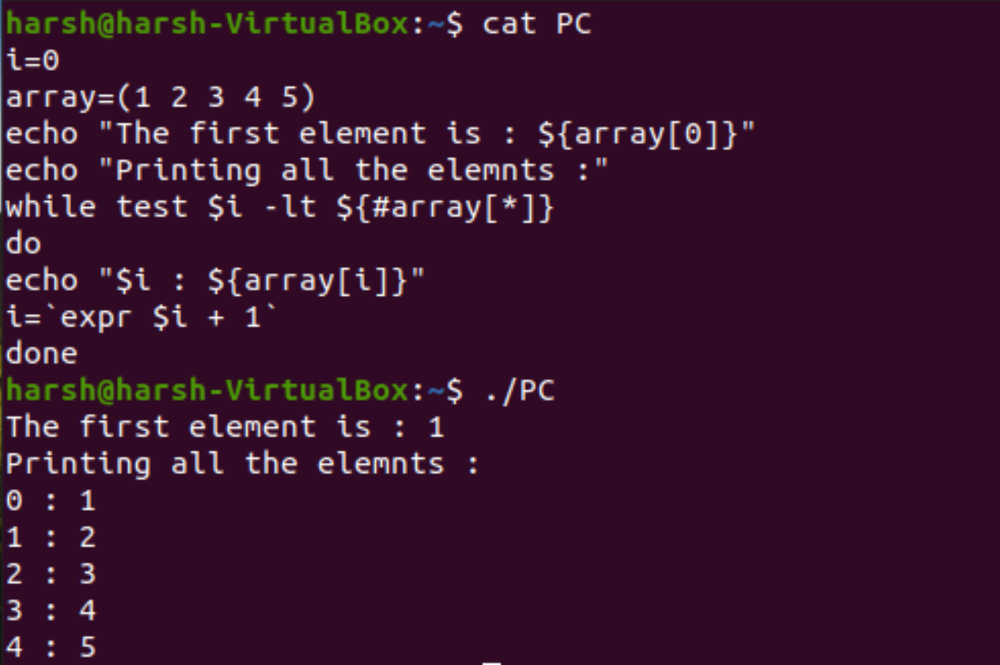 harsh@harsh-VirtualBox:~$ cat PC
i=0
array=(1 2 3 4 5)
echo "The first element is : ${array[0]}"
echo "Printing all the elemnts :"
while test $i -lt ${#array[*]}
do
echo "$i : ${array[i]}"
i=`expr $i + 1`
done
harsh@harsh-VirtualBox:~$ ./PC
The first element is : 1
Printing all the elemnts :
0 : 1
1 : 2
2 : 3
3 : 4
4 : 5